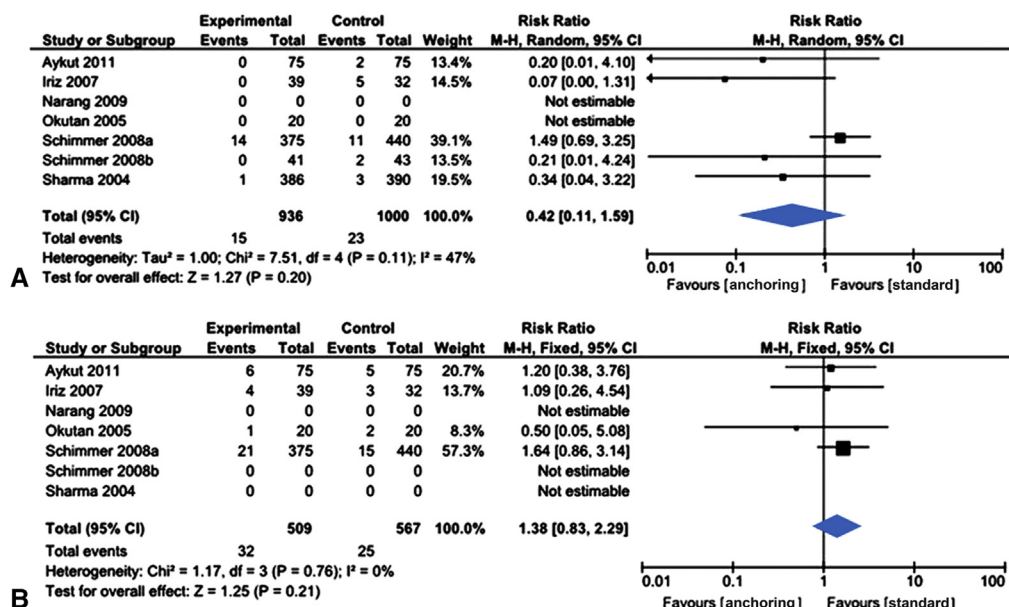 Experimental Control Risk Ratio Risk Ratio
Study or Subgroup Events Total Events Total Weight M-H, Random, 95% CI M-H, Random, 95% CI
Aykut 2011 0 75 2 75 13.4% 0.20 [0.01, 4.10]
Iriz 2007 0 39 5 32 14.5% 0.07 [0.00, 1.31]
Narang 2009 0 0 0 0 Not estimable
Okutan 2005 0 20 0 20 Not estimable
Schimmer 2008a 14 375 11 440 39.1% 1.49 [0.69, 3.25]
Schimmer 2008b 0 41 2 43 13.5% 0.21 [0.01, 4.24]
Sharma 2004 1 386 3 390 19.5% 0.34 [0.04, 3.22]
Total (95% CI) 936 1000 100.0% 0.42 [0.11, 1.59]
Total events 15 23
Heterogeneity: Tau² = 1.00; Chi² = 7.51, df = 4 (P = 0.11); I² = 47%
Test for overall effect: Z = 1.27 (P = 0.20)
0.01 0.1 1 10 100
Favours [anchoring] Favours [standard]
A
Experimental Control Risk Ratio Risk Ratio
Study or Subgroup Events Total Events Total Weight M-H, Fixed, 95% CI M-H, Fixed, 95% CI
Aykut 2011 6 75 5 75 20.7% 1.20 [0.38, 3.76]
Iriz 2007 4 39 3 32 13.7% 1.09 [0.26, 4.54]
Narang 2009 0 0 0 0 Not estimable
Okutan 2005 1 20 2 20 8.3% 0.50 [0.05, 5.08]
Schimmer 2008a 21 375 15 440 57.3% 1.64 [0.86, 3.14]
Schimmer 2008b 0 0 0 0 Not estimable
Sharma 2004 0 0 0 0 Not estimable
Total (95% CI) 509 567 100.0% 1.38 [0.83, 2.29]
Total events 32 25
Heterogeneity: Chi² = 1.17, df = 3 (P = 0.76); I² = 0%
Test for overall effect: Z = 1.25 (P = 0.21)
0.01 0.1 1 10 100
Favours [anchoring] Favours [standard]
B